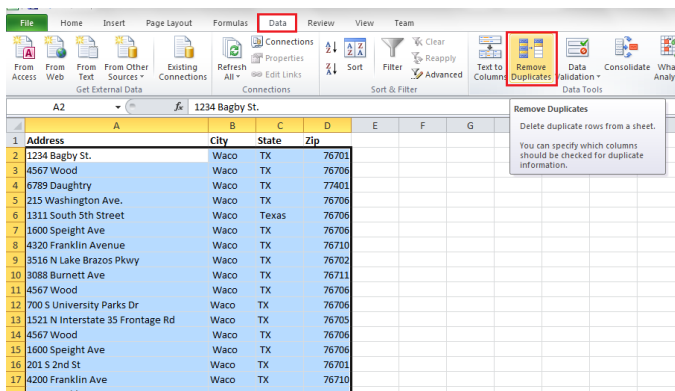 File Home Insert Page Layout Formulas Data Review View Team
From Access From Web From Text From Other Sources Existing Connections
Get External Data
Refresh All Connections Properties Edit Links
Connections
Sort Filter Clear Reapply Advanced
Sort & Filter
Text to Columns Remove Duplicates Data Validation Consolidate
Data Tools
A2 fx 1234 Bagby St.
Remove Duplicates
Delete duplicate rows from a sheet.
You can specify which columns
should be checked for duplicate
information.
A B C D E F G
1 Address City State Zip
2 1234 Bagby St. Waco TX 76701
3 4567 Wood Waco TX 76706
4 6789 Daughtry Waco TX 77401
5 215 Washington Ave. Waco TX 76706
6 1311 South 5th Street Waco Texas 76706
7 1600 Speight Ave Waco TX 76706
8 4320 Franklin Avenue Waco TX 76710
9 3516 N Lake Brazos Pkwy Waco TX 76702
10 3088 Burnett Ave Waco TX 76711
11 4567 Wood Waco TX 76706
12 700 S University Parks Dr Waco TX 76706
13 1521 N Interstate 35 Frontage Rd Waco TX 76705
14 4567 Wood Waco TX 76706
15 1600 Speight Ave Waco TX 76706
16 201 S 2nd St Waco TX 76701
17 4200 Franklin Ave Waco TX 76710